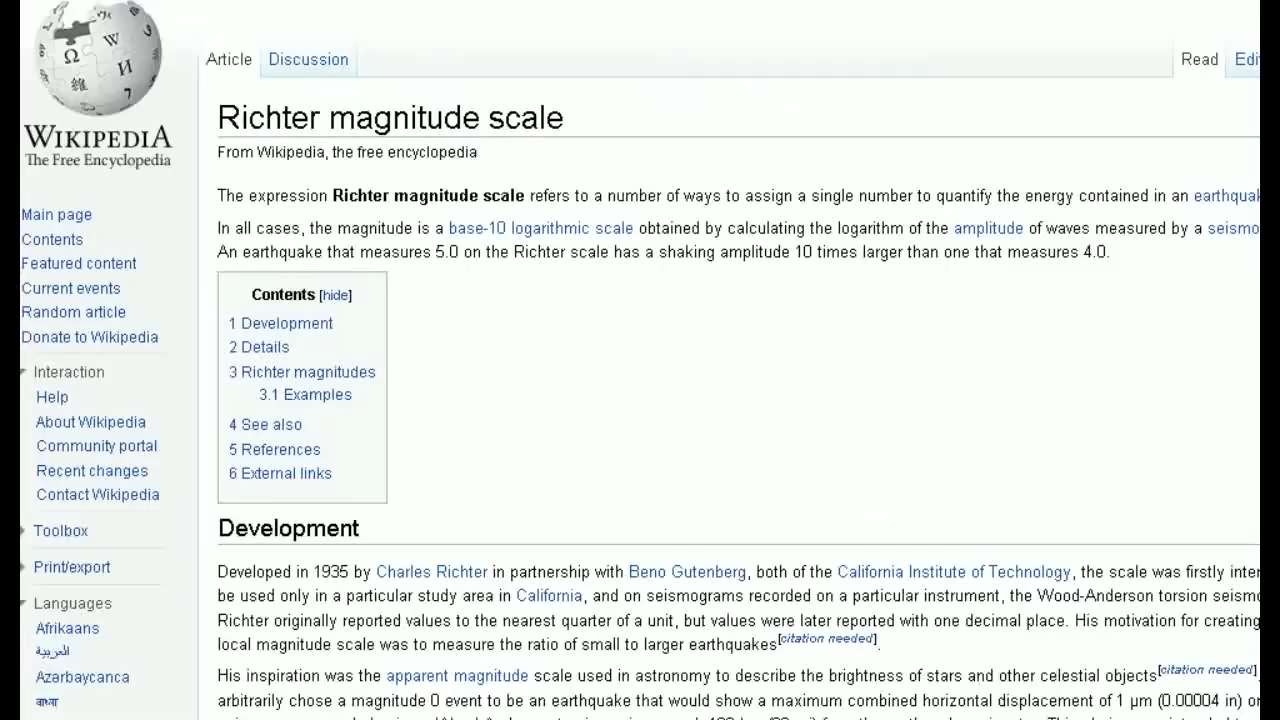 WIKIPEDIA
The Free Encyclopedia
Main page
Contents
Featured content
Current events
Random article
Donate to Wikipedia
Interaction
Help
About Wikipedia
Community portal
Recent changes
Contact Wikipedia
Toolbox
Print/export
Languages
Afrikaans
العربية
Azərbaycanca
বাংলা
Article Discussion Read
Richter magnitude scale
From Wikipedia, the free encyclopedia
The expression Richter magnitude scale refers to a number of ways to assign a single number to quantify the energy contained in an earthquak
In all cases, the magnitude is a base-10 logarithmic scale obtained by calculating the logarithm of the amplitude of waves measured by a seismo
An earthquake that measures 5.0 on the Richter scale has a shaking amplitude 10 times larger than one that measures 4.0.
Contents [hide]
1 Development
2 Details
3 Richter magnitudes
3.1 Examples
4 See also
5 References
6 External links
Development
Developed in 1935 by Charles Richter in partnership with Beno Gutenberg, both of the California Institute of Technology, the scale was firstly inter
be used only in a particular study area in California, and on seismograms recorded on a particular instrument, the Wood-Anderson torsion seismo
Richter originally reported values to the nearest quarter of a unit, but values were later reported with one decimal place. His motivation for creating
local magnitude scale was to measure the ratio of small to larger earthquakes[citation needed].
His inspiration was the apparent magnitude scale used in astronomy to describe the brightness of stars and other celestial objects[citation needed]
arbitrarily chose a magnitude 0 event to be an earthquake that would show a maximum combined horizontal displacement of 1 µm (0.00004 in) or